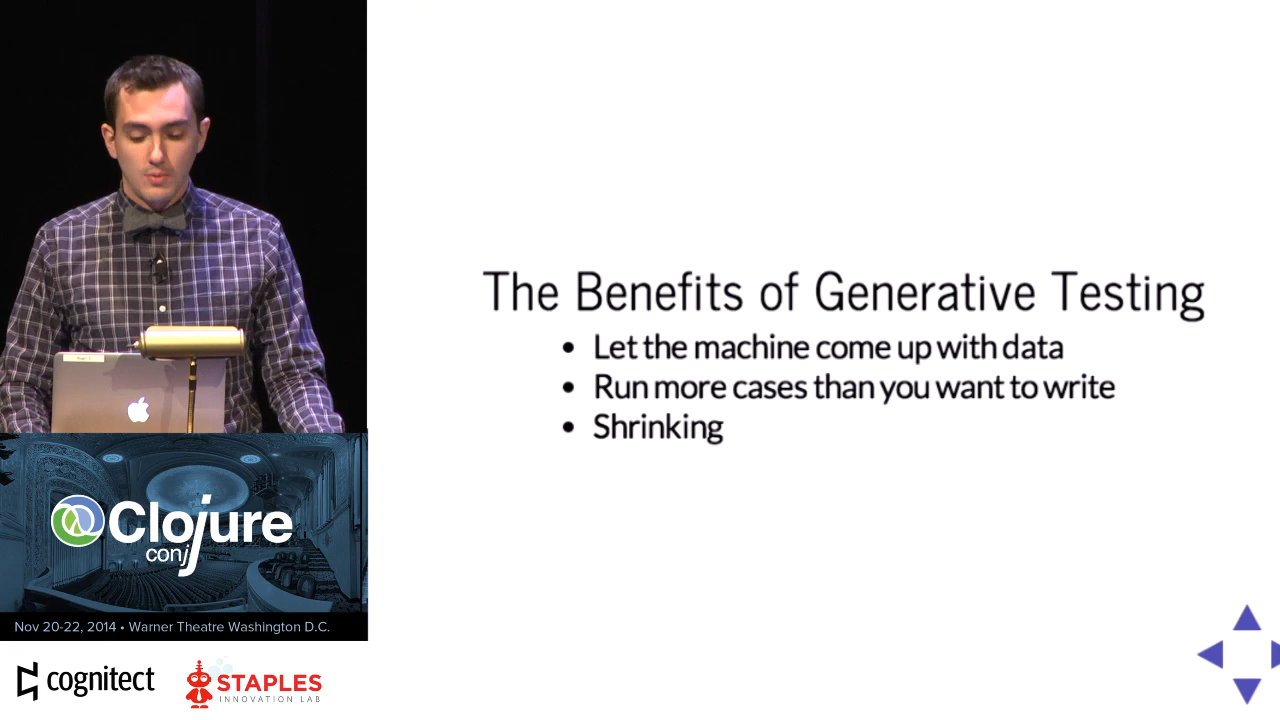 The Benefits of Generative Testing
• Let the machine come up with data
• Run more cases than you want to write
• Shrinking
Clojure
conj
Nov 20-22, 2014 • Warner Theatre Washington D.C.
cognitect
STAPLES
INNOVATION LAB